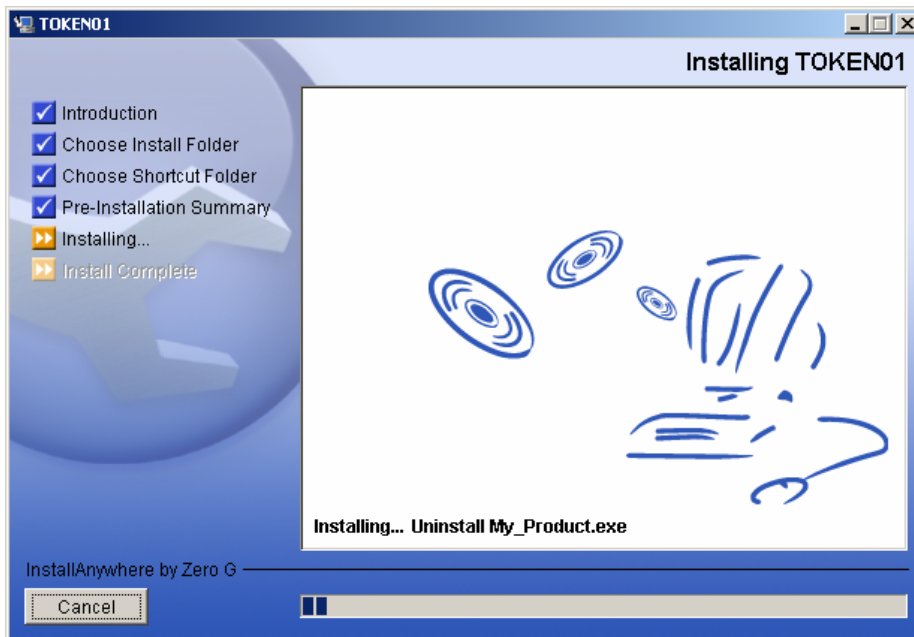 TOKEN01
Installing TOKEN01
Introduction
Choose Install Folder
Choose Shortcut Folder
Pre-Installation Summary
Installing...
Install Complete
Installing... Uninstall My_Product.exe
InstallAnywhere by Zero G
Cancel